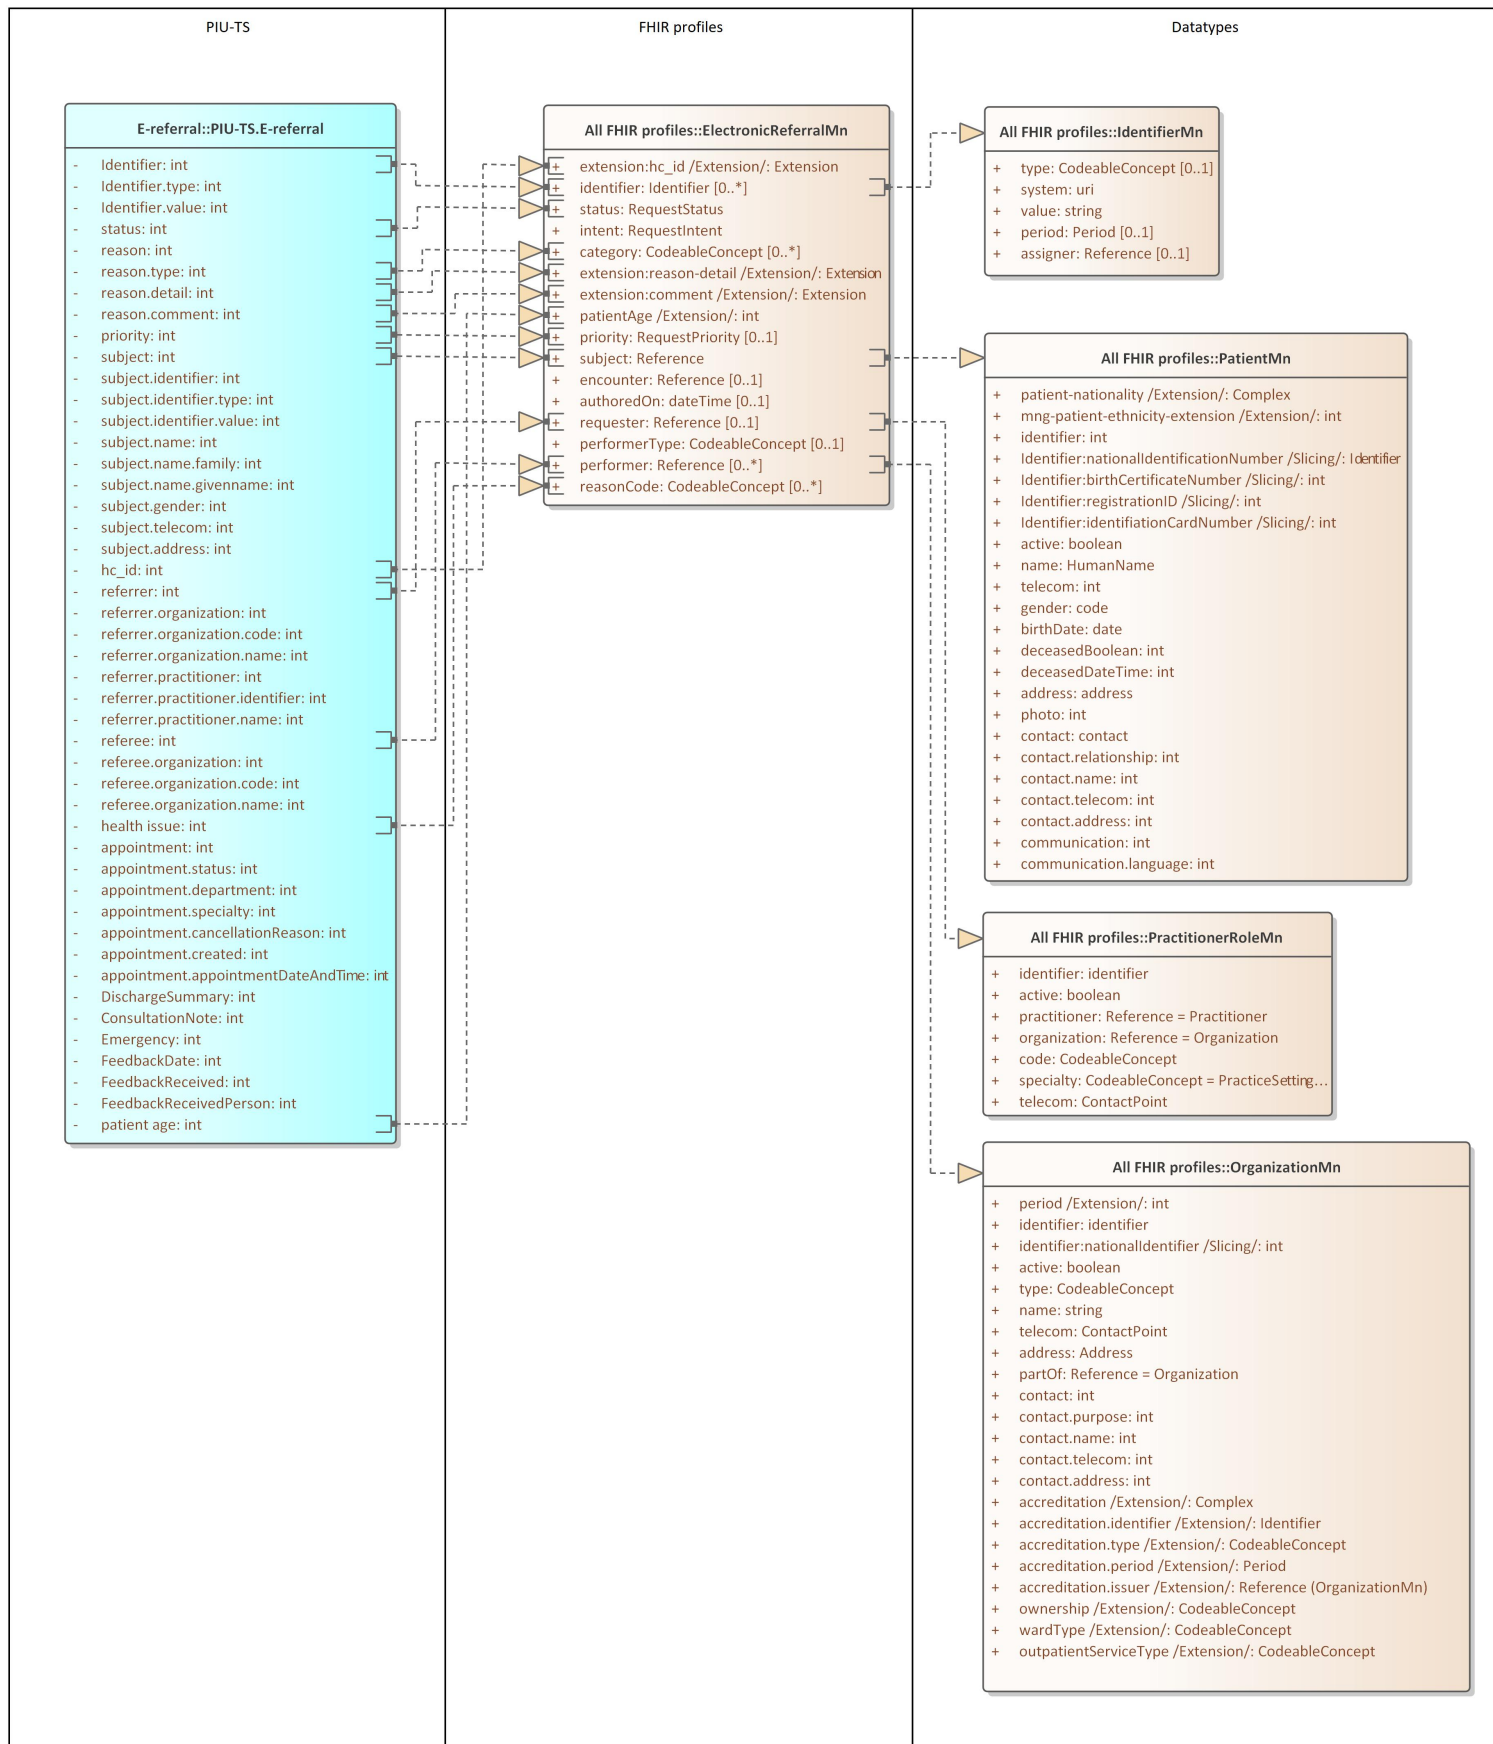 PIU-TS
FHIR profiles
Datatypes
E-referral::PIU-TS.E-referral
- Identifier: int
- Identifier.type: int
- Identifier.value: int
- status: int
- reason: int
- reason.type: int
- reason.detail: int
- reason.comment: int
- priority: int
- subject: int
- subject.identifier: int
- subject.identifier.type: int
- subject.identifier.value: int
- subject.name: int
- subject.name.family: int
- subject.name.givenname: int
- subject.gender: int
- subject.telecom: int
- subject.address: int
- hc_id: int
- referrer: int
- referrer.organization: int
- referrer.organization.code: int
- referrer.organization.name: int
- referrer.practitioner: int
- referrer.practitioner.identifier: int
- referrer.practitioner.name: int
- referee: int
- referee.organization: int
- referee.organization.code: int
- referee.organization.name: int
- health issue: int
- appointment: int
- appointment.status: int
- appointment.department: int
- appointment.specialty: int
- appointment.cancellationReason: int
- appointment.created: int
- appointment.appointmentDateAndTime: int
- DischargeSummary: int
- ConsultationNote: int
- Emergency: int
- FeedbackDate: int
- FeedbackReceived: int
- FeedbackReceivedPerson: int
- patient age: int
All FHIR profiles::ElectronicReferralMn
+ extension:hc_id /Extension/: Extension
+ identifier: Identifier [0..*]
+ status: RequestStatus
+ intent: RequestIntent
+ category: CodeableConcept [0..*]
+ extension:reason-detail /Extension/: Extension
+ extension:comment /Extension/: Extension
+ patientAge /Extension/: int
+ priority: RequestPriority [0..1]
+ subject: Reference
+ encounter: Reference [0..1]
+ authoredOn: dateTime [0..1]
+ requester: Reference [0..1]
+ performerType: CodeableConcept [0..1]
+ performer: Reference [0..*]
+ reasonCode: CodeableConcept [0..*]
All FHIR profiles::IdentifierMn
+ type: CodeableConcept [0..1]
+ system: uri
+ value: string
+ period: Period [0..1]
+ assigner: Reference [0..1]
All FHIR profiles::PatientMn
+ patient-nationality /Extension/: Complex
+ mng-patient-ethnicity-extension /Extension/: int
+ identifier: int
+ Identifier:nationalIdentificationNumber /Slicing/: Identifier
+ Identifier:birthCertificateNumber /Slicing/: int
+ Identifier:registrationID /Slicing/: int
+ Identifier:identifiationCardNumber /Slicing/: int
+ active: boolean
+ name: HumanName
+ telecom: int
+ gender: code
+ birthDate: date
+ deceasedBoolean: int
+ deceasedDateTime: int
+ address: address
+ photo: int
+ contact: contact
+ contact.relationship: int
+ contact.name: int
+ contact.telecom: int
+ contact.address: int
+ communication: int
+ communication.language: int
All FHIR profiles::PractitionerRoleMn
+ identifier: identifier
+ active: boolean
+ practitioner: Reference = Practitioner
+ organization: Reference = Organization
+ code: CodeableConcept
+ specialty: CodeableConcept = PracticeSetting...
+ telecom: ContactPoint
All FHIR profiles::OrganizationMn
+ period /Extension/: int
+ identifier: identifier
+ identifier:nationalIdentifier /Slicing/: int
+ active: boolean
+ type: CodeableConcept
+ name: string
+ telecom: ContactPoint
+ address: Address
+ partOf: Reference = Organization
+ contact: int
+ contact.purpose: int
+ contact.name: int
+ contact.telecom: int
+ contact.address: int
+ accreditation /Extension/: Complex
+ accreditation.identifier /Extension/: Identifier
+ accreditation.type /Extension/: CodeableConcept
+ accreditation.period /Extension/: Period
+ accreditation.issuer /Extension/: Reference (OrganizationMn)
+ ownership /Extension/: CodeableConcept
+ wardType /Extension/: CodeableConcept
+ outpatientServiceType /Extension/: CodeableConcept